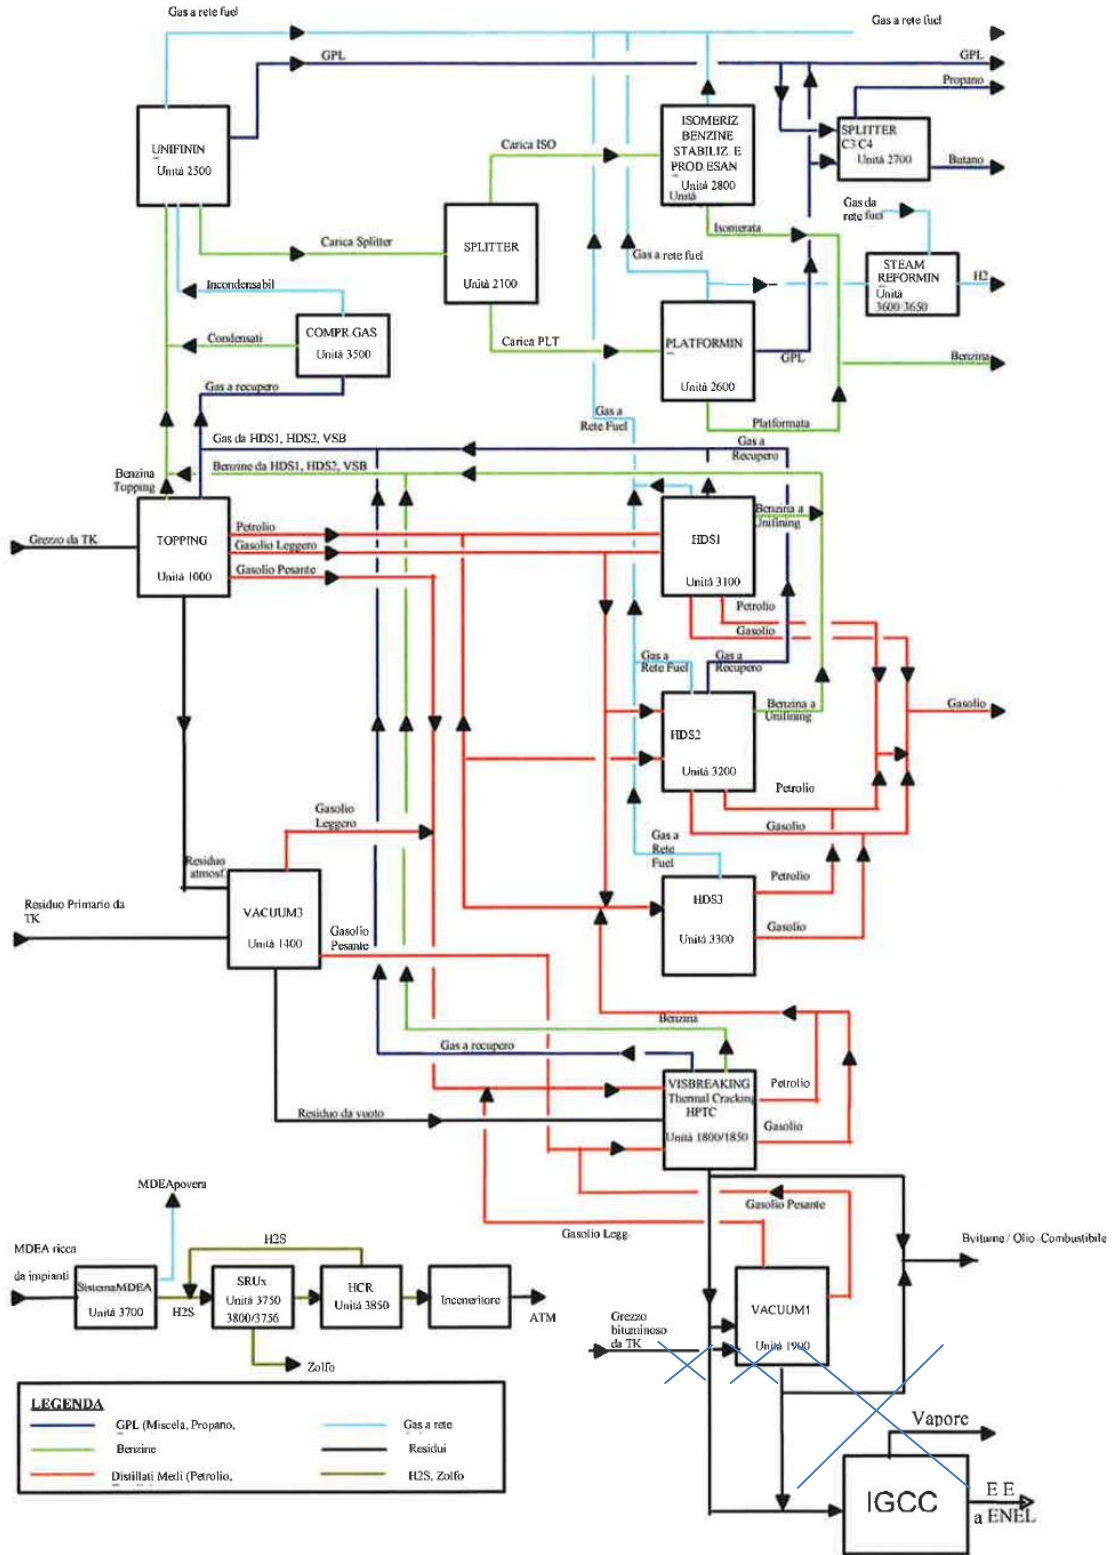 Gas a rete fuel
Gas a rete fuel
GPL
GPL
Propano
UNIFININ
Unità 2500
Carica ISO
ISOMERIZ
BENZINE
STABILIZ E
PROD.ESAN
Unità 2800
Unità
SPLITTER
C3 C4
Unità 2700
Butano
Gas da
rete fuel
Carica Splitter
SPLITTER
Unità 2100
Isomerata
Gas a rete fuel
STEAM
REFORMIN
Unità
3600/3650
H2
Incondensabil
COMPR.GAS
Unità 3500
Condensati
Carica PLT
PLATFORMIN
Unità 2600
GPL
Benzina
Gas a recupero
Gas a
Rete Fuel
Platformata
Gas da HDS1, HDS2, VSB
Gas a
Recupero
Benzina
Topping
Benzine da HDS1, HDS2, VSB
Grezzo da TK
TOPPING
Unità 1000
Petrolio
Gasolio Leggero
Gasolio Pesante
HDS1
Unità 3100
Benzina a
Unifining
Petrolio
Gasolio
Gas a
Rete Fuel
Gas a
Recupero
HDS2
Unità 3200
Benzina a
Unifining
Gasolio
Petrolio
Gasolio
Gasolio
Leggero
Gas a
Rete
Fuel
Residuo
atmosf.
HDS3
Unità 3300
Petrolio
Gasolio
Residuo Primario da
TK
VACUUM3
Unità 1400
Gasolio
Pesante
Benzina
Gas a recupero
VISBREAKING
Thermal Cracking
HPTC
Unità 1800/1850
Petrolio
Gasolio
Residuo da vuoto
Gasolio Pesante
Gasolio Legg-
Bvitume / Olio Combustibile
MDEApovera
MDEA ricca
da impianti
SistemaMDEA
Unità 3700
H2S
H2S
SRUx
Unità 3750
3800/3756
HCR
Unità 3850
Inceneritore
ATM
Zolfo
Grezzo
bituminoso
da TK
VACUUM1
Unità 1900
LEGENDA
GPL (Miscela, Propano,
Gas a rete
Benzine
Residui
Distillati Medi (Petrolio,
H2S, Zolfo
Vapore
IGCC
E E
a ENEL